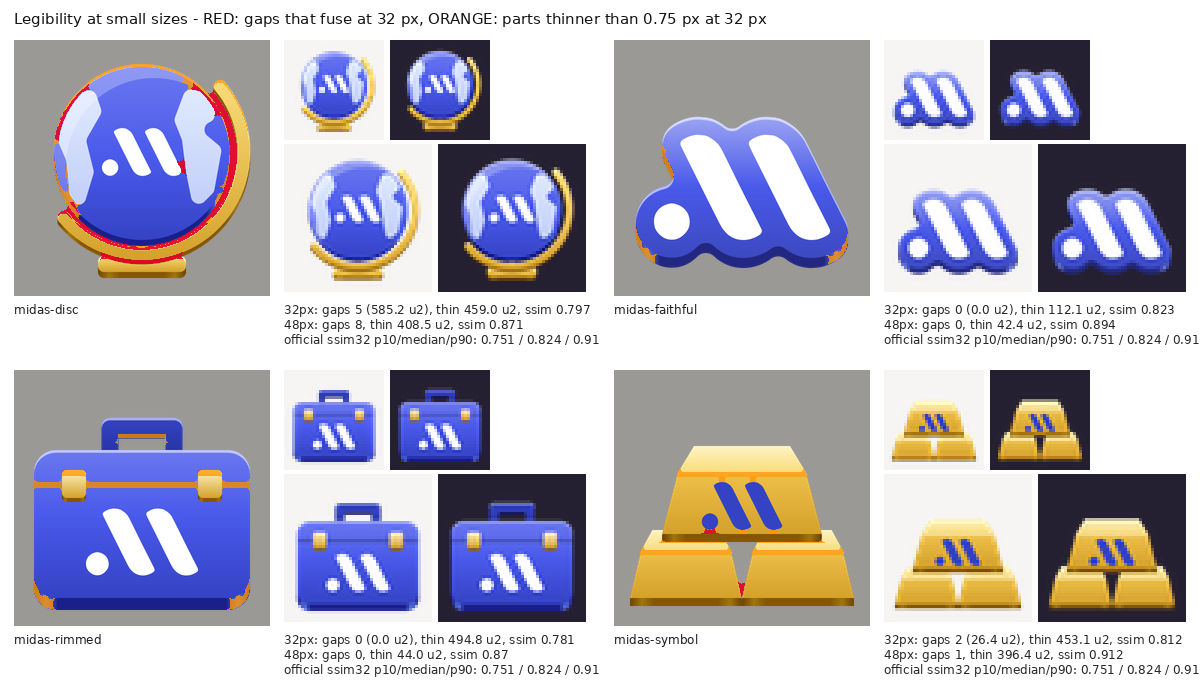 Legibility at small sizes - RED: gaps that fuse at 32 px, ORANGE: parts thinner than 0.75 px at 32 px
midas-disc
32px: gaps 5 (585.2 u2), thin 459.0 u2, ssim 0.797
48px: gaps 8, thin 408.5 u2, ssim 0.871
official ssim32 p10/median/p90: 0.751 / 0.824 / 0.91
midas-faithful
32px: gaps 0 (0.0 u2), thin 112.1 u2, ssim 0.823
48px: gaps 0, thin 42.4 u2, ssim 0.894
official ssim32 p10/median/p90: 0.751 / 0.824 / 0.91
midas-rimmed
32px: gaps 0 (0.0 u2), thin 494.8 u2, ssim 0.781
48px: gaps 0, thin 44.0 u2, ssim 0.87
official ssim32 p10/median/p90: 0.751 / 0.824 / 0.91
midas-symbol
32px: gaps 2 (26.4 u2), thin 453.1 u2, ssim 0.812
48px: gaps 1, thin 396.4 u2, ssim 0.912
official ssim32 p10/median/p90: 0.751 / 0.824 / 0.91